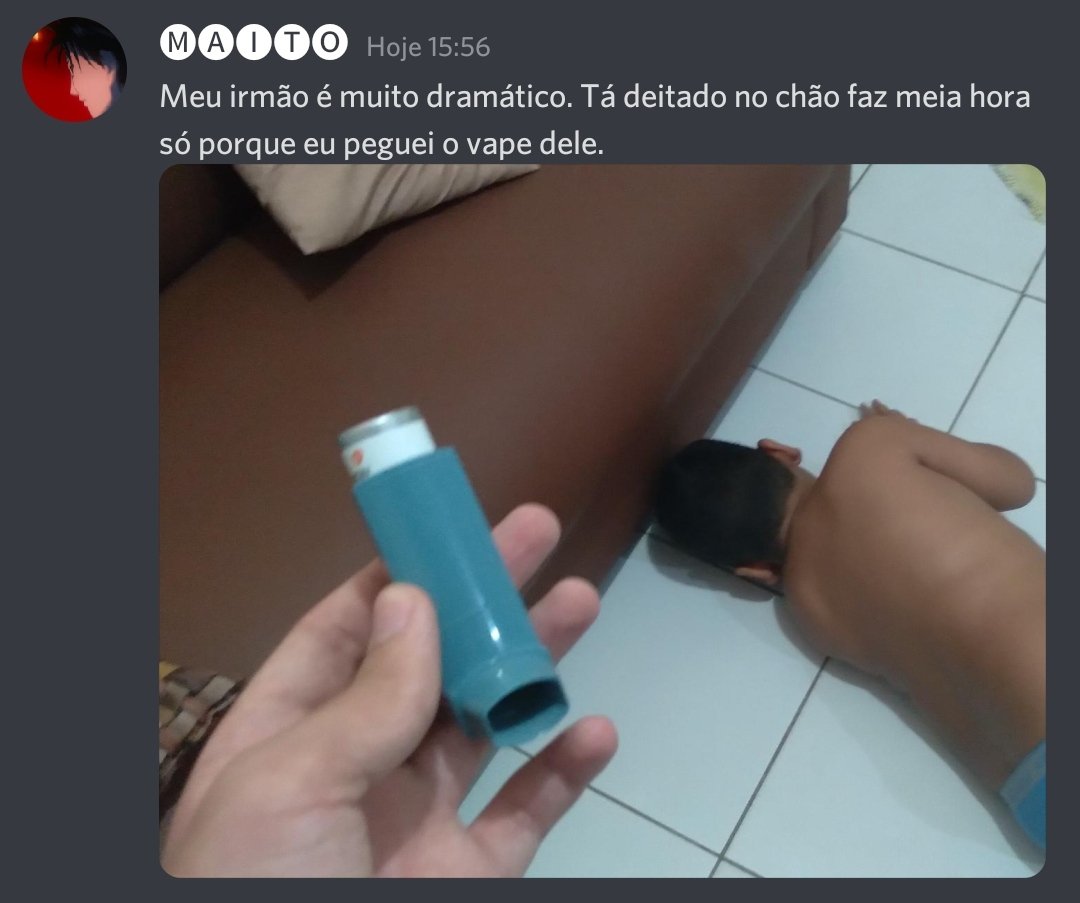 🅜🅐🅘🅣🅞 Hoje 15:56
Meu irmão é muito dramático. Tá deitado no chão faz meia hora
só porque eu peguei o vape dele.